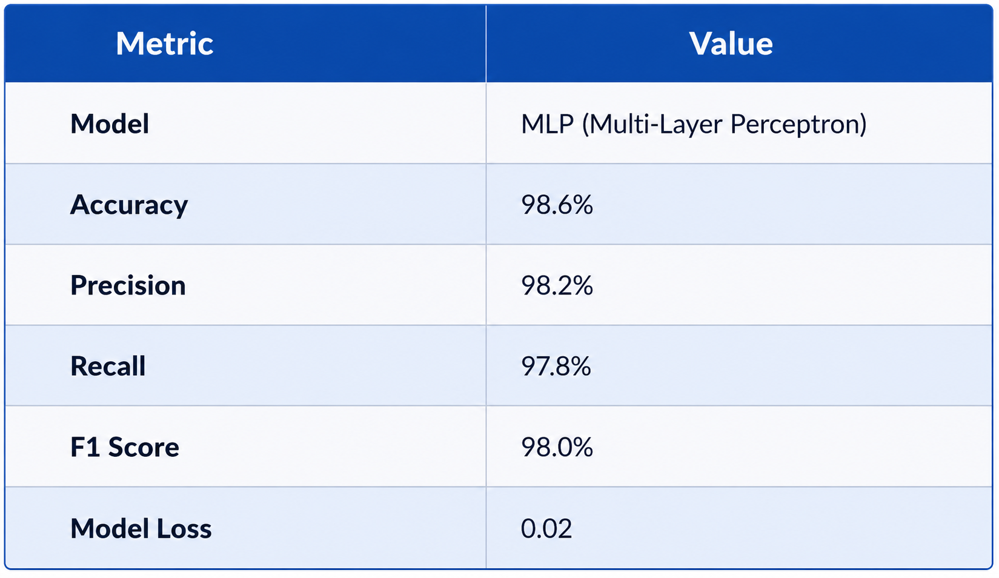 Metric Value
Model MLP (Multi-Layer Perceptron)
Accuracy 98.6%
Precision 98.2%
Recall 97.8%
F1 Score 98.0%
Model Loss 0.02